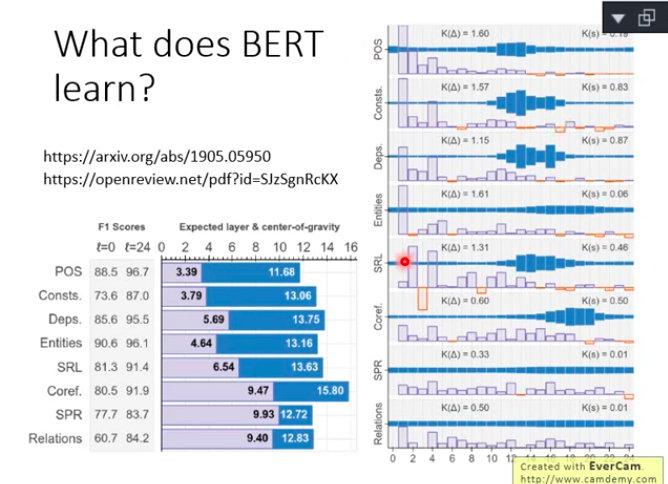 What does BERT
learn?
https://arxiv.org/abs/1905.05950
https://openreview.net/pdf?id=SJzSgnRcKX
F1 Scores Expected layer & center-of-gravity
ℓ=0 ℓ=24 0 2 4 6 8 10 12 14 16
POS 88.5 96.7 3.39 11.68
Consts. 73.6 87.0 3.79 13.06
Deps. 85.6 95.5 5.69 13.75
Entities 90.6 96.1 4.64 13.16
SRL 81.3 91.4 6.54 13.63
Coref. 80.5 91.9 9.47 15.80
SPR 77.7 83.7 9.93 12.72
Relations 60.7 84.2 9.40 12.83
POS K(Δ) = 1.60 K(s) =
Consts. K(Δ) = 1.57 K(s) = 0.83
Deps. K(Δ) = 1.15 K(s) = 0.87
Entities K(Δ) = 1.61 K(s) = 0.06
SRL K(Δ) = 1.31 K(s) = 0.46
Coref. K(Δ) = 0.60 K(s) = 0.50
SPR K(Δ) = 0.33 K(s) = 0.01
Relations K(Δ) = 0.50 K(s) = 0.01
0 2 4 6 8 10 12
Created with EverCam.
http://www.camdemy.com